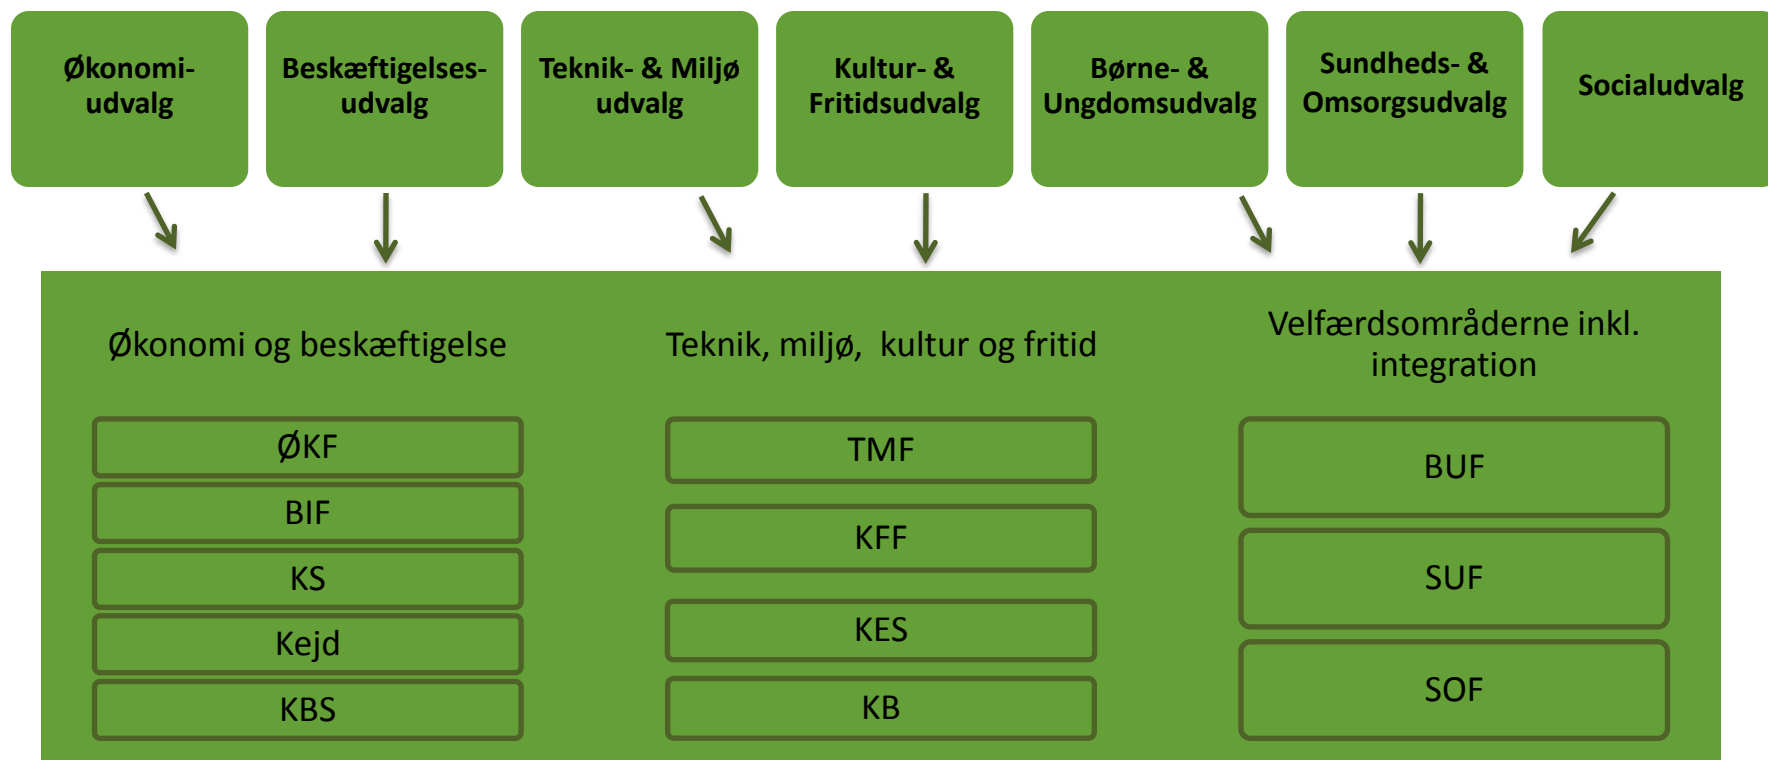 Økonomi-
udvalg
Beskæftigelses-
udvalg
Teknik- & Miljø
udvalg
Kultur- &
Fritidsudvalg
Børne- &
Ungdomsudvalg
Sundheds- &
Omsorgsudvalg
Socialudvalg
Økonomi og beskæftigelse
ØKF
BIF
KS
Kejd
KBS
Teknik, miljø, kultur og fritid
TMF
KFF
KES
KB
Velfærdsområderne inkl.
integration
BUF
SUF
SOF